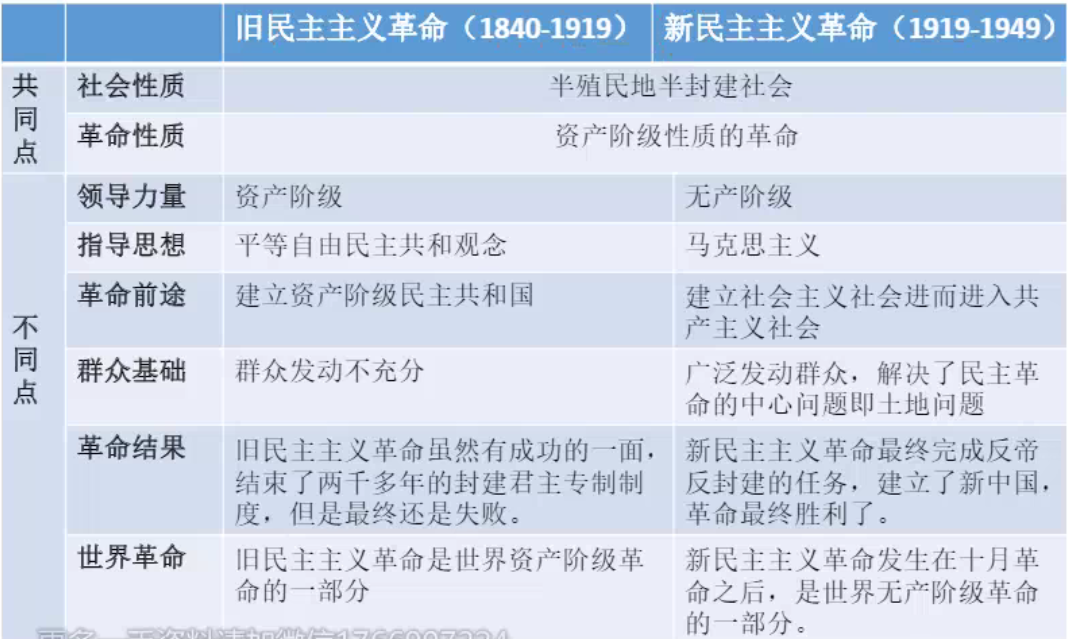 旧民主主义革命（1840-1919） 新民主主义革命（1919-1949）
共同点
社会性质 半殖民地半封建社会
革命性质 资产阶级性质的革命
不同点
领导力量 资产阶级 无产阶级
指导思想 平等自由民主共和观念 马克思主义
革命前途 建立资产阶级民主共和国 建立社会主义社会进而进入共
产主义社会
群众基础 群众发动不充分 广泛发动群众，解决了民主革
命的中心问题即土地问题
革命结果 旧民主主义革命虽然有成功的一面，
结束了两千多年的封建君主专制制
度，但是最终还是失败。
新民主主义革命最终完成反帝
反封建的任务，建立了新中国，
革命最终胜利了。
世界革命 旧民主主义革命是世界资产阶级革
命的一部分
新民主主义革命发生在十月革
命之后，是世界无产阶级革命
的一部分。